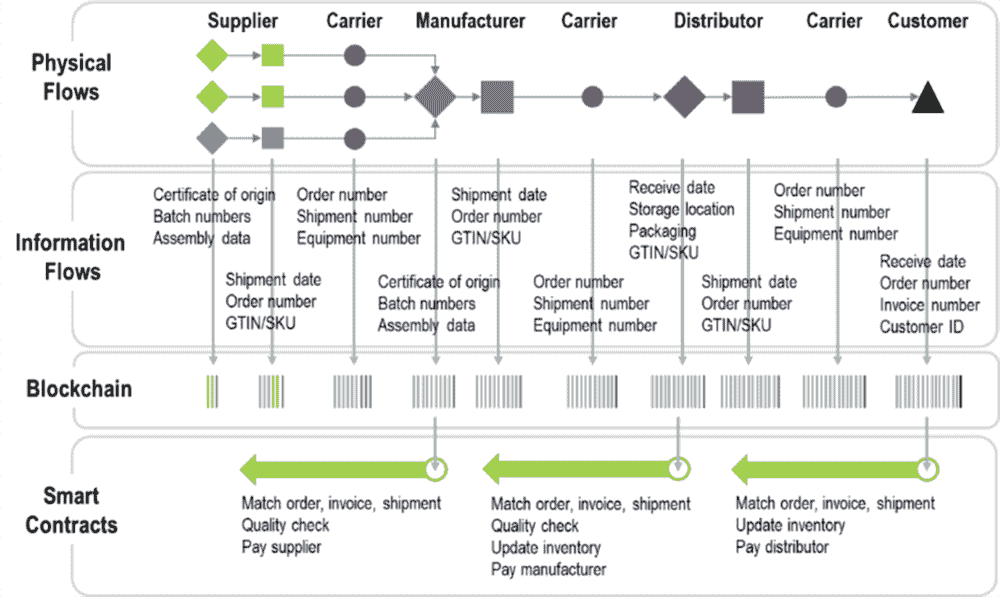 Supplier
Carrier
Manufacturer
Carrier
Distributor
Carrier
Customer
Physical
Flows
Information
Flows
Certificate of origin
Batch numbers
Assembly data
Shipment date
Order number
GTIN/SKU
Order number
Shipment number
Equipment number
Certificate of origin
Batch numbers
Assembly data
Shipment date
Order number
GTIN/SKU
Order number
Shipment number
Equipment number
Receive date
Storage location
Packaging
GTIN/SKU
Shipment date
Order number
GTIN/SKU
Order number
Shipment number
Equipment number
Receive date
Order number
Invoice number
Customer ID
Blockchain
Smart
Contracts
Match order, invoice, shipment
Quality check
Pay supplier
Match order, invoice, shipment
Quality check
Update inventory
Pay manufacturer
Match order, invoice, shipment
Update inventory
Pay distributor